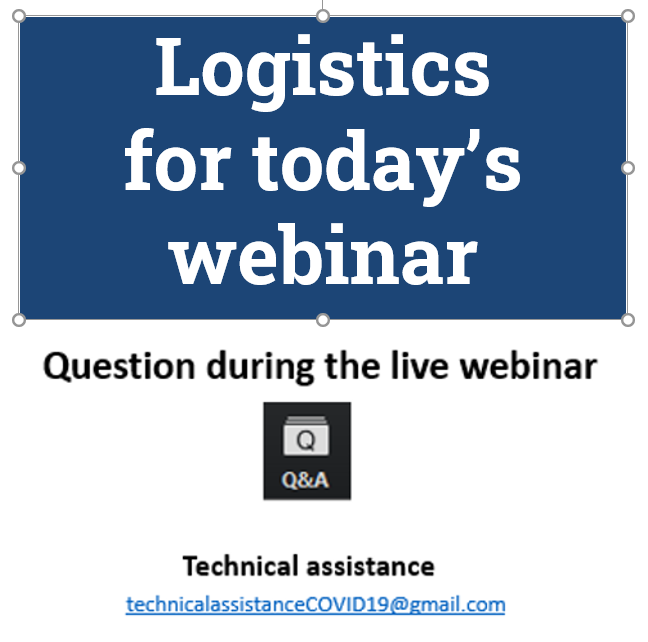 Logistics
for today’s
webinar
Question during the live webinar
Q
Q&A
Technical assistance
technicalassistanceCOVID19@gmail.com